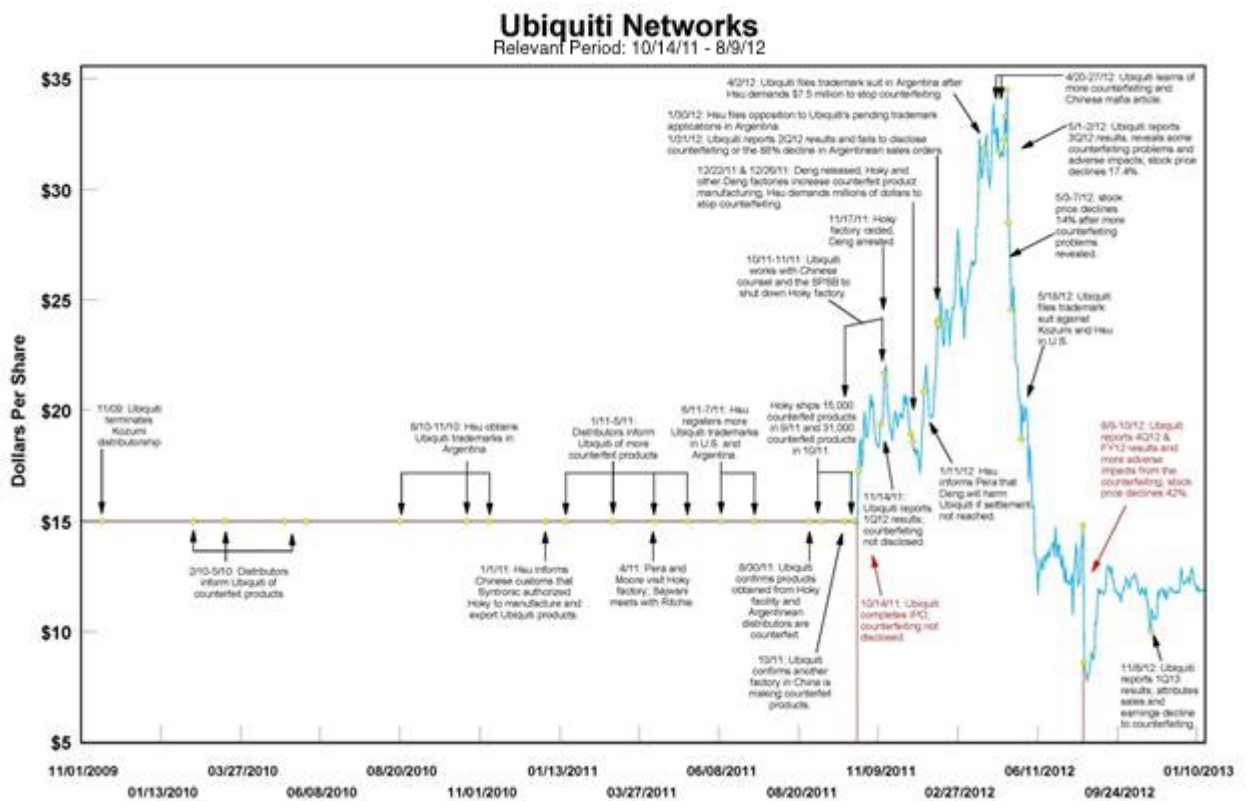 Ubiquiti Networks
Relevant Period: 10/14/11 - 8/9/12
Dollars Per Share
$35
$30
$25
$20
$15
$10
$5
4/2/12: Ubiquiti files trademark suit in Argentina after
Hsu demands $7.5 million to stop counterfeiting.
4/20-27/12: Ubiquiti learns of
more counterfeiting and
Chinese mafia article.
1/30/12: Hsu files opposition to Ubiquiti's pending trademark
applications in Argentina.
1/31/12: Ubiquiti reports 2Q12 results and fails to disclose
counterfeiting or the 88% decline in Argentinean sales orders.
5/1-2/12: Ubiquiti reports
3Q12 results, reveals some
counterfeiting problems and
adverse impacts, stock price
declines 17.4%.
12/22/11 & 12/26/11: Deng released, Hoky and
other Deng factories increase counterfeit product
manufacturing, Hsu demands millions of dollars to
stop counterfeiting.
5/3-7/12: stock
price declines
14% after more
counterfeiting
problems
revealed.
11/17/11: Hoky
factory raided,
Deng arrested.
10/11-11/11: Ubiquiti
works with Chinese
counsel and the SPSB to
shut down Hoky factory.
5/18/12: Ubiquiti
files trademark
suit against
Kozumi and Hsu
in U.S.
11/09: Ubiquiti
terminates
Kozumi
distributorship
8/10-11/10: Hsu obtains
Ubiquiti trademarks in
Argentina
1/11-5/11:
Distributors inform
Ubiquiti of more
counterfeit products
6/11-7/11: Hsu
registers more
Ubiquiti trademarks
in U.S. and
Argentina.
Hoky ships 15,000
counterfeit products
in 9/11 and 31,000
counterfeit products
in 10/11.
8/9-10/12: Ubiquiti
reports 4Q12 &
FY12 results and
more adverse
impacts from the
counterfeiting; stock
price declines 42%.
1/11/12: Hsu
informs Pera that
Deng will harm
Ubiquiti if settlement
not reached.
11/14/11:
Ubiquiti reports
1Q12 results;
counterfeiting
not disclosed.
2/10-5/10: Distributors
inform Ubiquiti of
counterfeit products
1/1/11: Hsu informs
Chinese customs that
Syntronic authorized
Hoky to manufacture and
export Ubiquiti products
4/11: Pera and
Moore visit Hoky
factory; Sajwani
meets with Ritchie
8/30/11: Ubiquiti
confirms products
obtained from Hoky
facility and
Argentinean
distributors are
counterfeit.
10/14/11: Ubiquiti
completes IPO;
counterfeiting not
disclosed.
10/11: Ubiquiti
confirms another
factory in China is
making counterfeit
products.
11/8/12: Ubiquiti
reports 1Q13
results, attributes
sales and
earnings decline
to counterfeiting.
11/01/2009
01/13/2010
03/27/2010
06/08/2010
08/20/2010
11/01/2010
01/13/2011
03/27/2011
06/08/2011
08/20/2011
11/09/2011
02/27/2012
06/11/2012
09/24/2012
01/10/2013